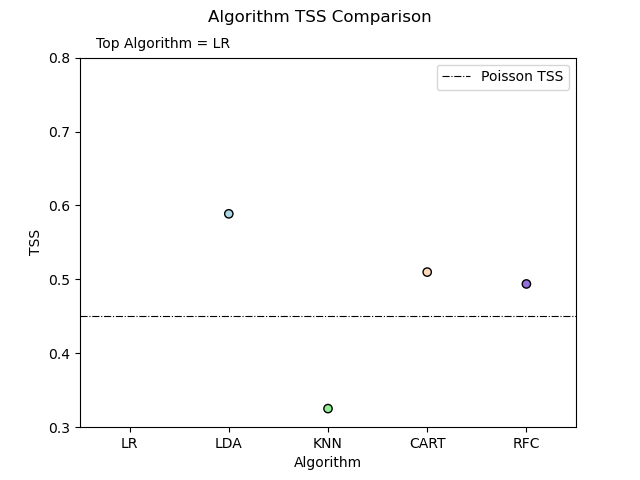 Algorithm TSS Comparison
Top Algorithm = LR
Poisson TSS
0.8
0.7
0.6
0.5
0.4
0.3
TSS
LR LDA KNN CART RFC
Algorithm